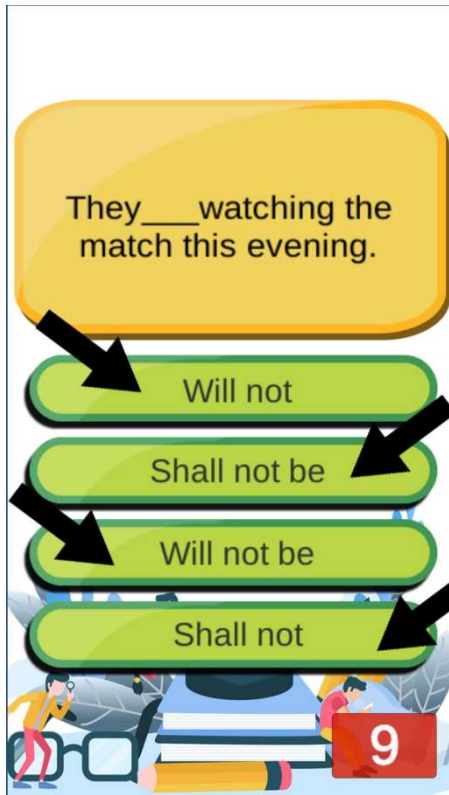 They___watching the
match this evening.
Will not
Shall not be
Will not be
Shall not
9